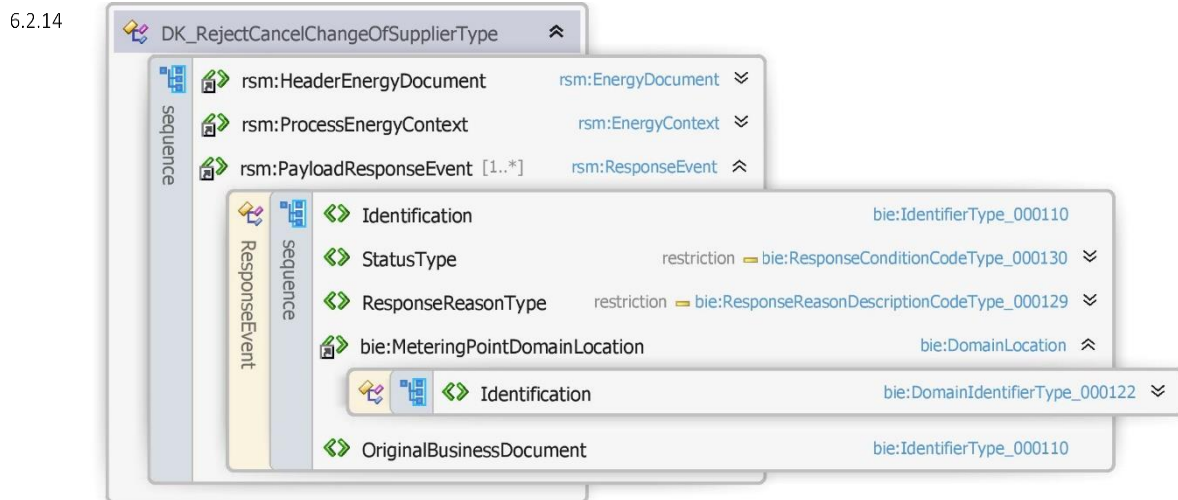 6.2.14
DK_RejectCancelChangeOfSupplierType
sequence
rsm:HeaderEnergyDocument rsm:EnergyDocument
rsm:ProcessEnergyContext rsm:EnergyContext
rsm:PayloadResponseEvent [1..*] rsm:ResponseEvent
ResponseEvent
sequence
Identification bie:IdentifierType_000110
StatusType restriction bie:ResponseConditionCodeType_000130
ResponseReasonType restriction bie:ResponseReasonDescriptionCodeType_000129
bie:MeteringPointDomainLocation bie:DomainLocation
Identification bie:DomainIdentifierType_000122
OriginalBusinessDocument bie:IdentifierType_000110